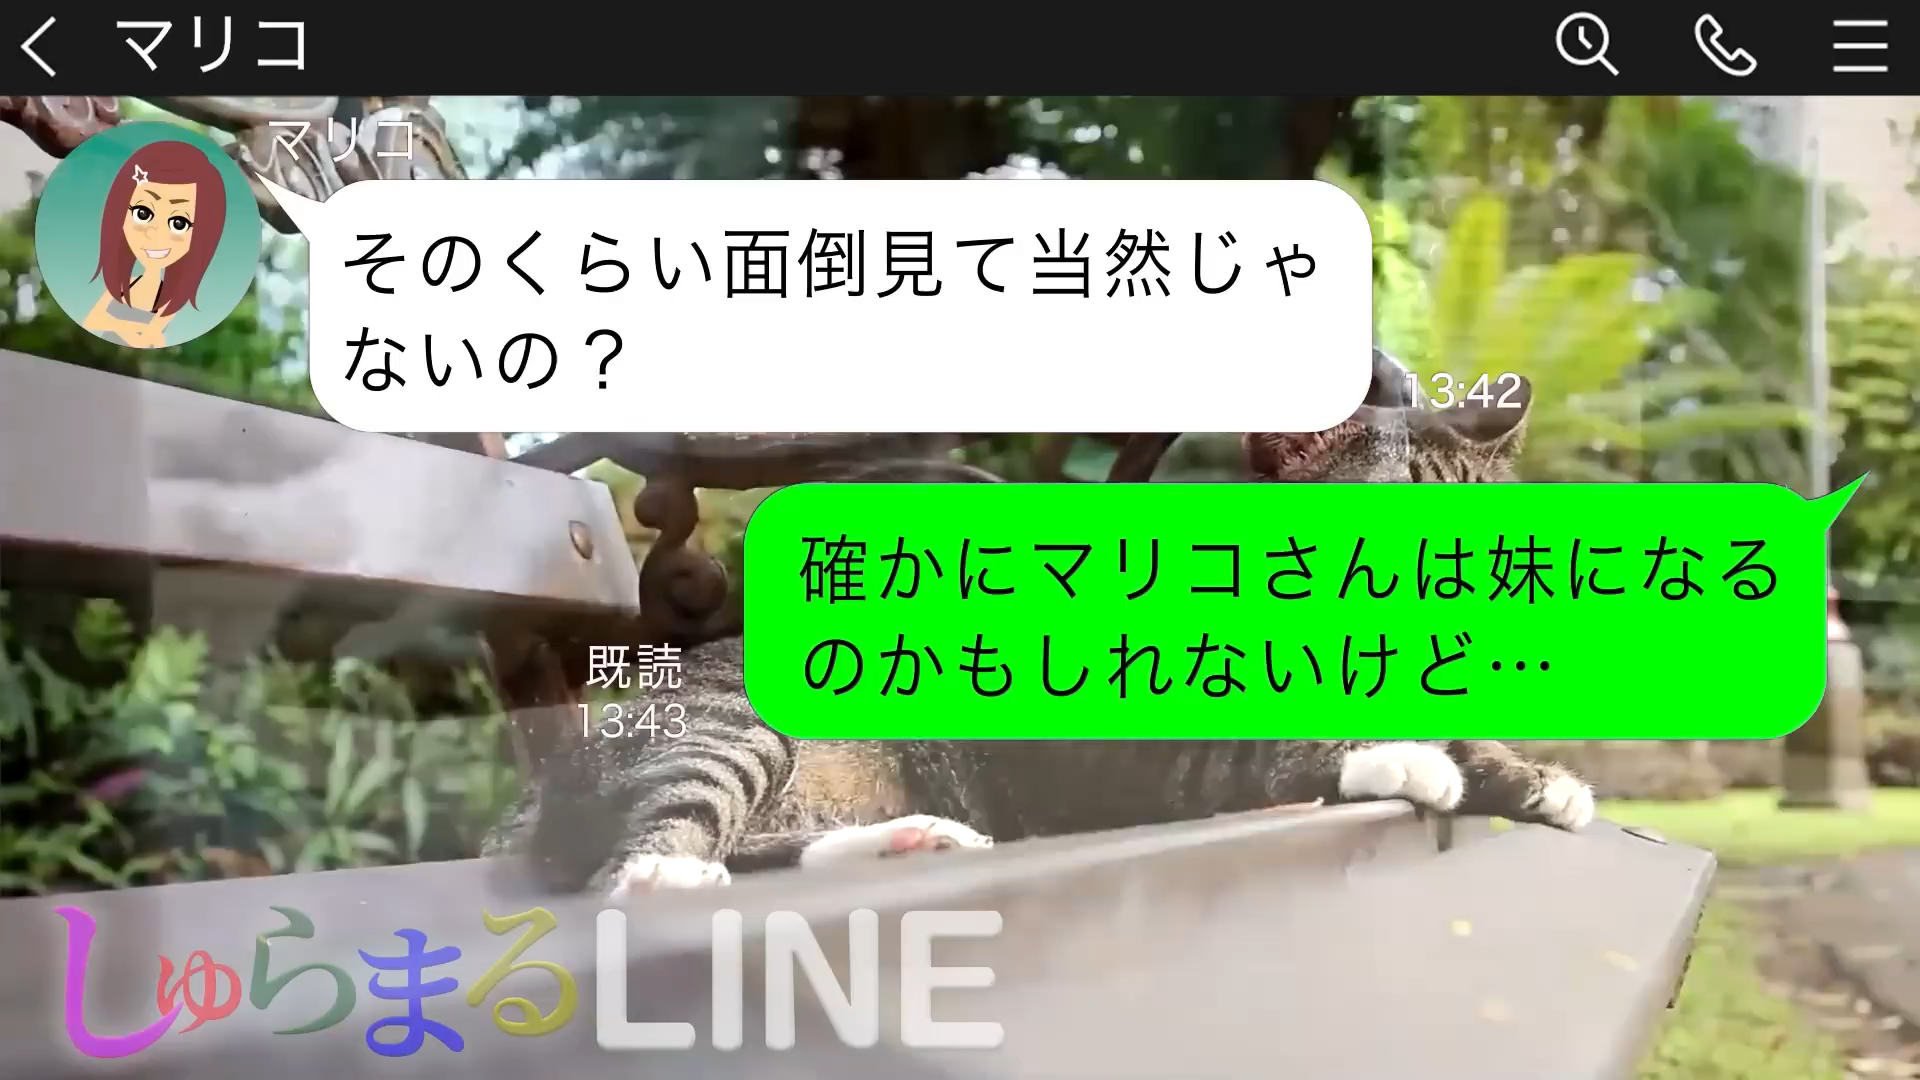 マリコ
マリコ
そのくらい面倒見て当然じゃ
ないの？
13:42
確かにマリコさんは妹になる
のかもしれないけど…
既読
13:43
しゅらまるLINE